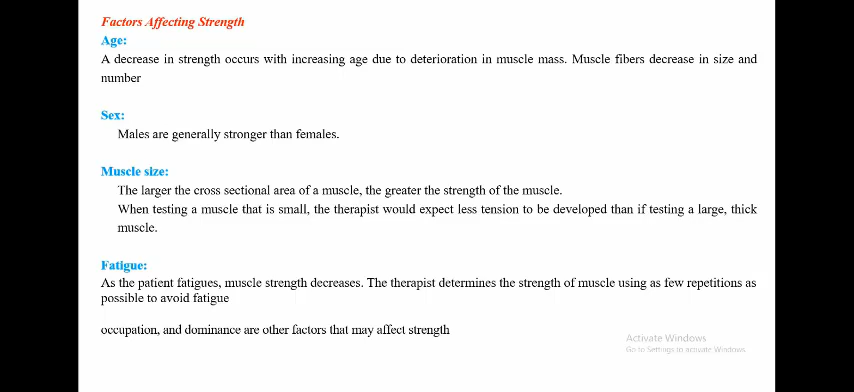 Factors Affecting Strength
Age:
A decrease in strength occurs with increasing age due to deterioration in muscle mass. Muscle fibers decrease in size and
number
Sex:
Males are generally stronger than females.
Muscle size:
The larger the cross sectional area of a muscle, the greater the strength of the muscle.
When testing a muscle that is small, the therapist would expect less tension to be developed than if testing a large, thick
muscle.
Fatigue:
As the patient fatigues, muscle strength decreases. The therapist determines the strength of muscle using as few repetitions as
possible to avoid fatigue
occupation, and dominance are other factors that may affect strength
Activate Windows
Go to Settings to activate Windows.